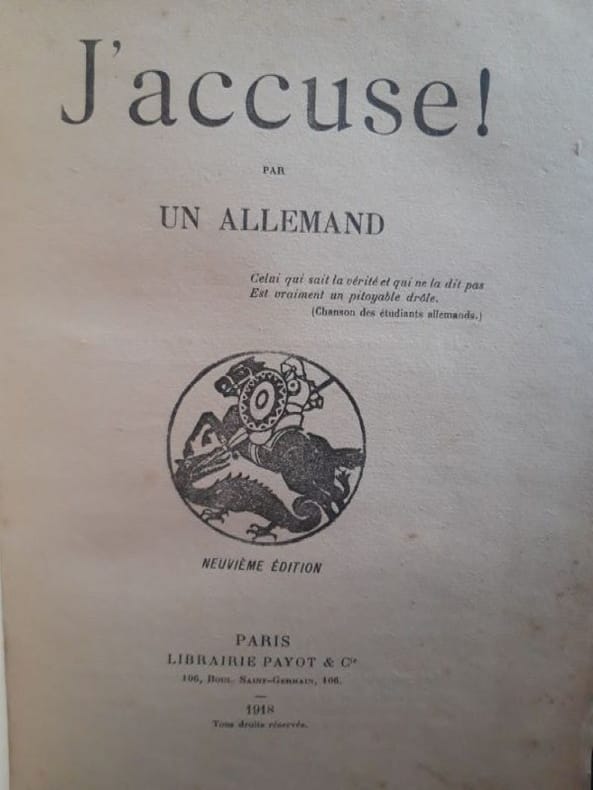 J'accuse!
PAR
UN ALLEMAND
Celui qui sait la vérité et qui ne la dit pas
Est vraiment un pitoyable drôle.
(Chanson des étudiants allemands.)
NEUVIÈME ÉDITION
PARIS
LIBRAIRIE PAYOT & Cie
106, Boul. Saint-Germain, 106.
1918
Tous droits réservés.